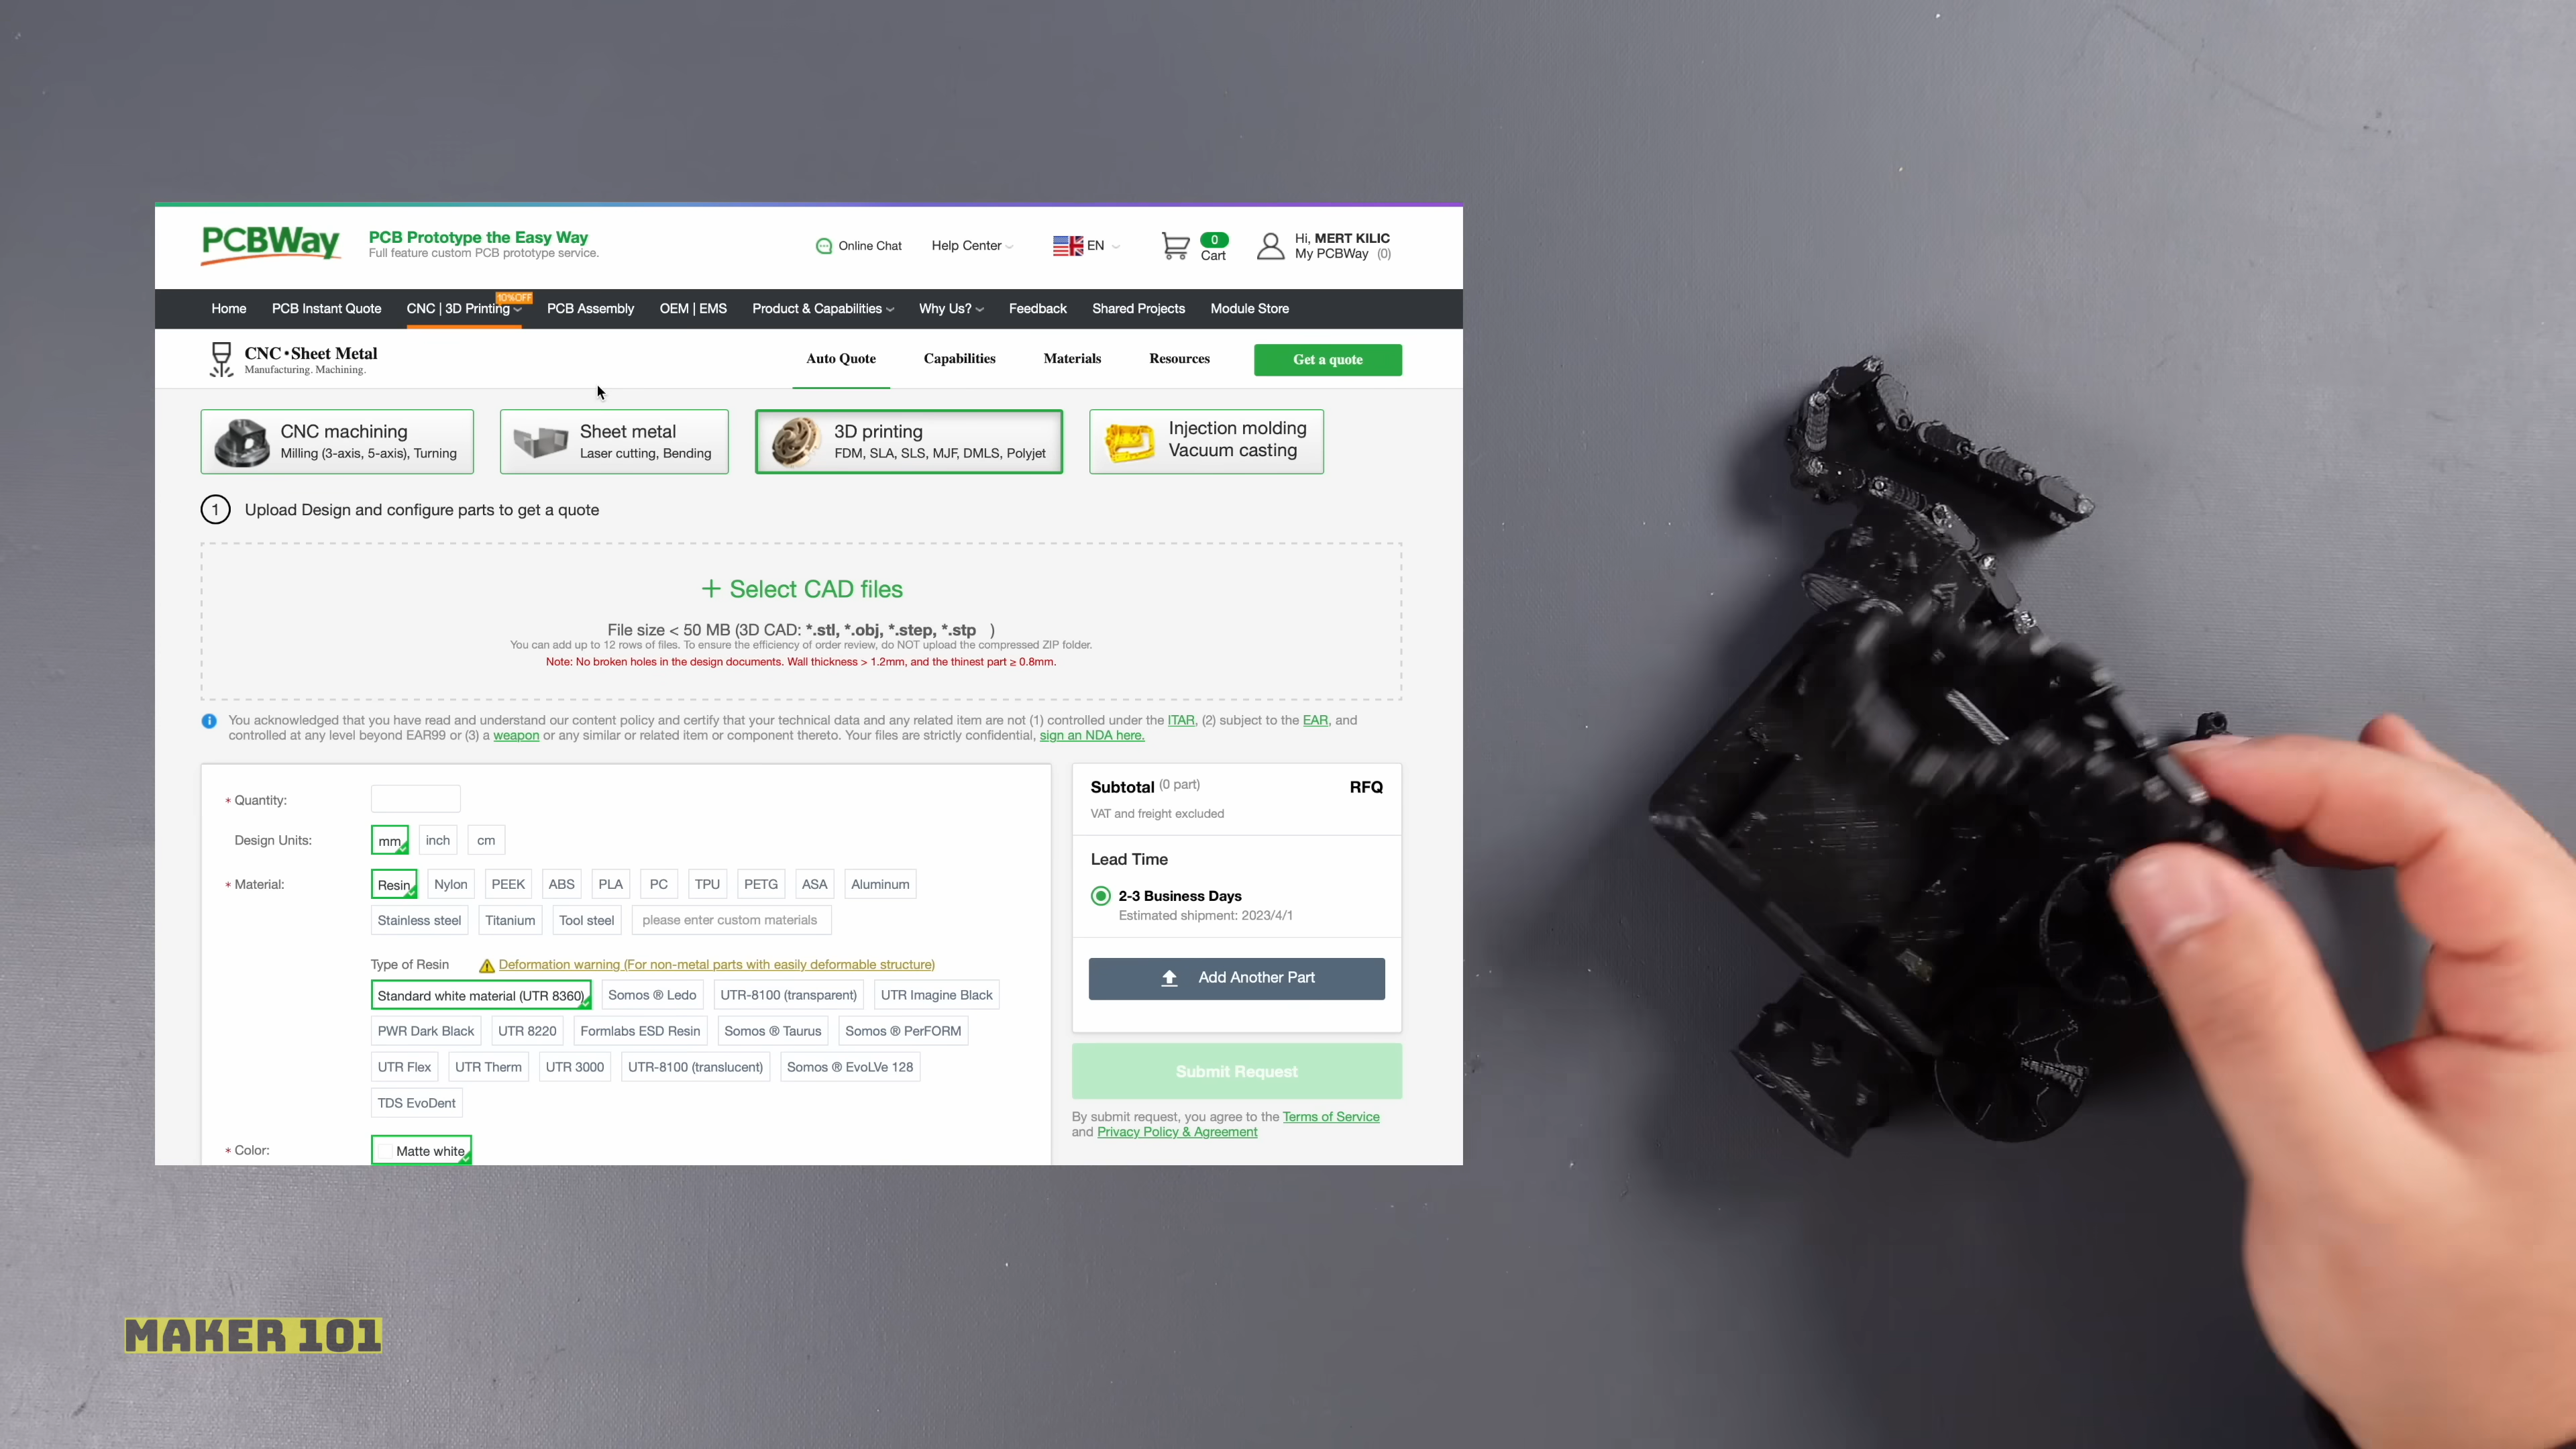 PCBWay
PCB Prototype the Easy Way
Full feature custom PCB prototype service.
Online Chat
Help Center
EN
0
Cart
Hi, MERT KILIC
My PCBWay (0)
Home
PCB Instant Quote
CNC | 3D Printing
10%OFF
PCB Assembly
OEM | EMS
Product & Capabilities
Why Us?
Feedback
Shared Projects
Module Store
CNC•Sheet Metal
Manufacturing. Machining.
Auto Quote
Capabilities
Materials
Resources
Get a quote
CNC machining
Milling (3-axis, 5-axis), Turning
Sheet metal
Laser cutting, Bending
3D printing
FDM, SLA, SLS, MJF, DMLS, Polyjet
Injection molding
Vacuum casting
1 Upload Design and configure parts to get a quote
+ Select CAD files
File size < 50 MB (3D CAD: *.stl, *.obj, *.step, *.stp )
You can add up to 12 rows of files. To ensure the efficiency of order review, do NOT upload the compressed ZIP folder.
Note: No broken holes in the design documents. Wall thickness > 1.2mm, and the thinest part ≥ 0.8mm.
You acknowledged that you have read and understand our content policy and certify that your technical data and any related item are not (1) controlled under the ITAR, (2) subject to the EAR, and
controlled at any level beyond EAR99 or (3) a weapon or any similar or related item or component thereto. Your files are strictly confidential, sign an NDA here.
* Quantity:
Design Units: mm inch cm
* Material: Resin Nylon PEEK ABS PLA PC TPU PETG ASA Aluminum
Stainless steel Titanium Tool steel please enter custom materials
Type of Resin Deformation warning (For non-metal parts with easily deformable structure)
Standard white material (UTR 8360) Somos ® Ledo UTR-8100 (transparent) UTR Imagine Black
PWR Dark Black UTR 8220 Formlabs ESD Resin Somos ® Taurus Somos ® PerFORM
UTR Flex UTR Therm UTR 3000 UTR-8100 (translucent) Somos ® EvoLVe 128
TDS EvoDent
* Color: Matte white
Subtotal (0 part) RFQ
VAT and freight excluded
Lead Time
2-3 Business Days
Estimated shipment: 2023/4/1
Add Another Part
Submit Request
By submit request, you agree to the Terms of Service
and Privacy Policy & Agreement
MAKER 101